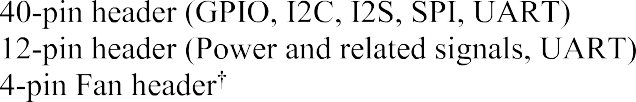 40-pin header (GPIO, I2C, I2S, SPI, UART)
12-pin header (Power and related signals, UART)
4-pin Fan header†